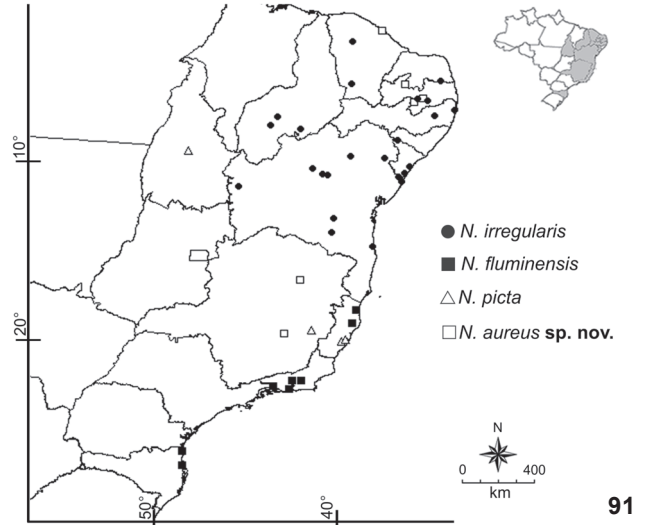 10°
20°
50°
40°
N. irregularis
N. fluminensis
N. picta
N. aureus sp. nov.
N
0 400
km
91